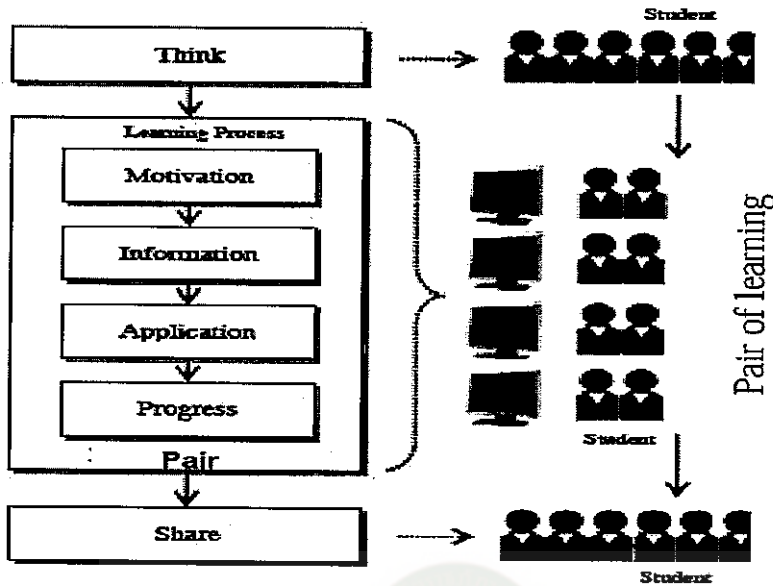 Student
Think
Learning Process
Motivation
Information
Application
Progress
Pair
Student
Pair of learning
Share
Student